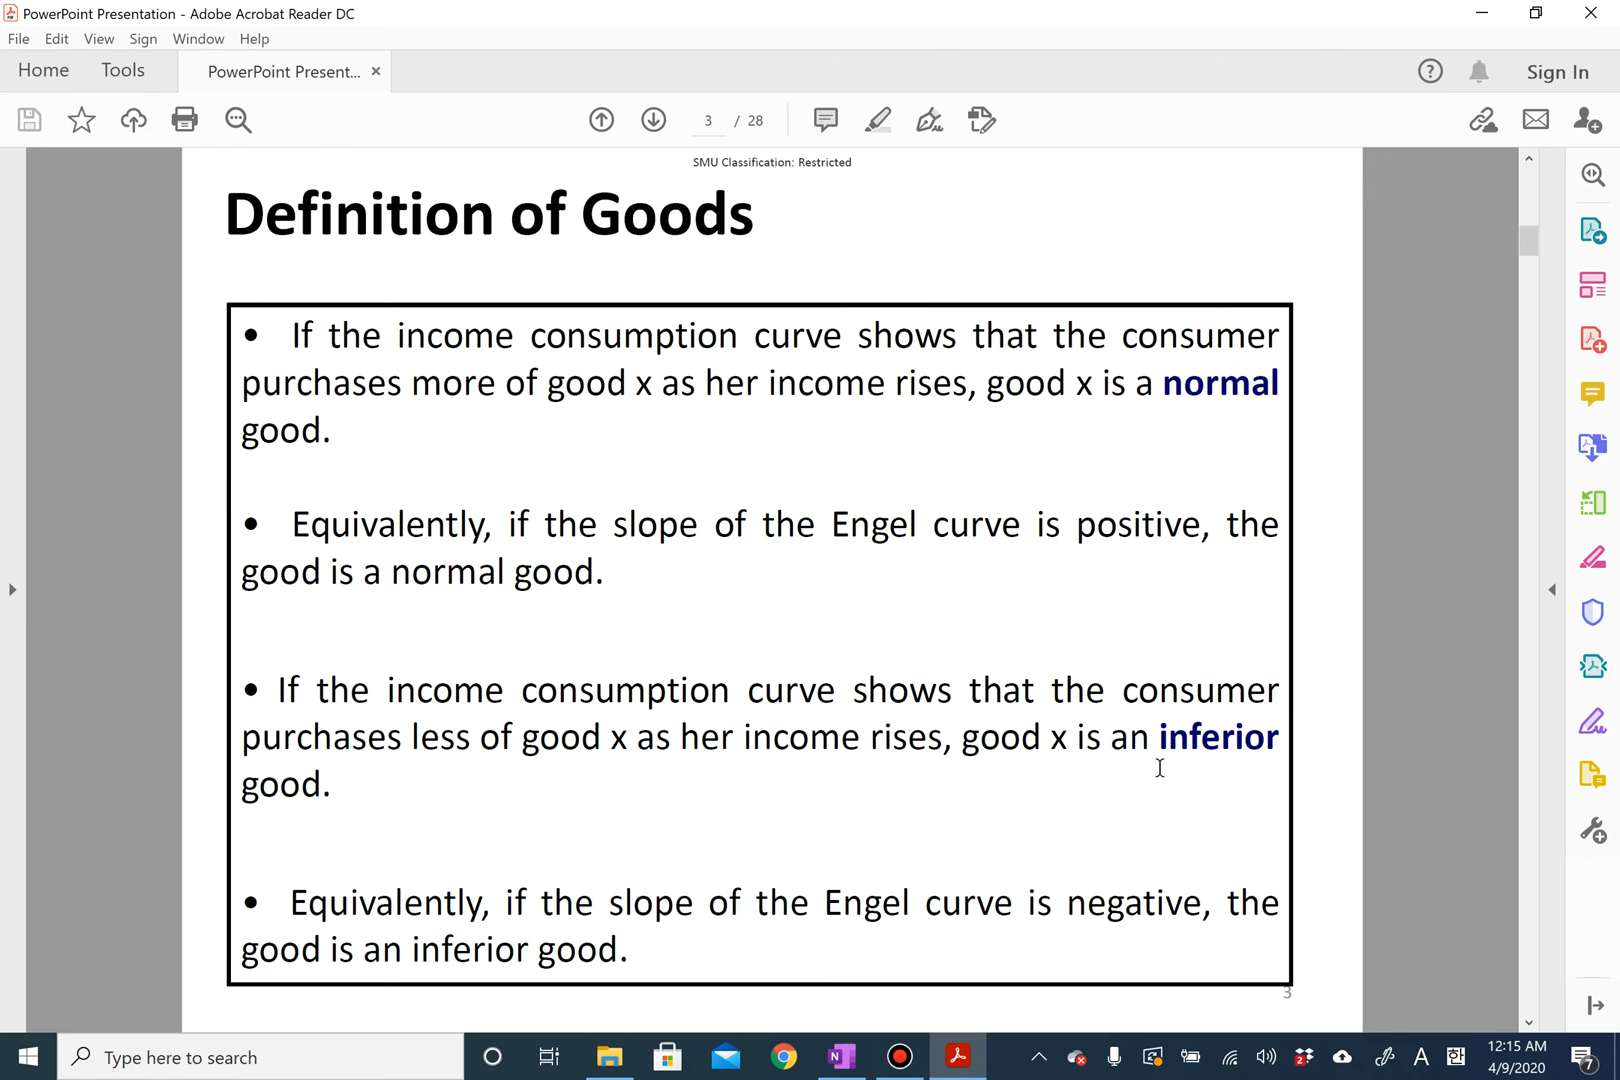 PowerPoint Presentation - Adobe Acrobat Reader DC
File Edit View Sign Window Help
Home Tools PowerPoint Present... × Sign In
3 / 28
SMU Classification: Restricted
Definition of Goods
• If the income consumption curve shows that the consumer
purchases more of good x as her income rises, good x is a normal
good.
• Equivalently, if the slope of the Engel curve is positive, the
good is a normal good.
• If the income consumption curve shows that the consumer
purchases less of good x as her income rises, good x is an inferior
good.
• Equivalently, if the slope of the Engel curve is negative, the
good is an inferior good.
3
Type here to search
2
A
한
12:15 AM
4/9/2020
7